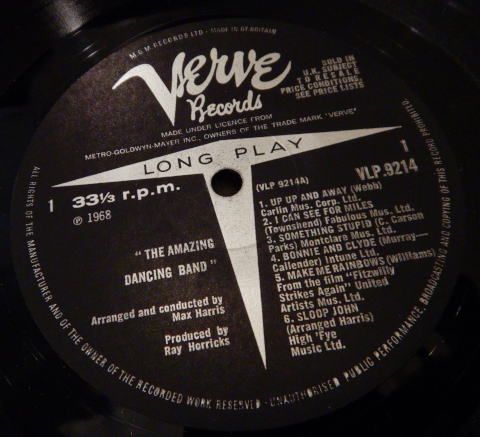 M & M RECORDS LTD · MADE IN GT. BRITAIN
Verve
Records
SOLD IN
U.K. SUBJECT
TO RESALE
PRICE CONDITIONS,
SEE PRICE LISTS
MADE UNDER LICENCE FROM
METRO-GOLDWYN-MAYER INC., OWNERS OF THE TRADE MARK "VERVE"
LONG PLAY
1
33⅓ r.p.m.
℗ 1968
1
VLP.9214
(VLP 9214A)
"THE AMAZING
DANCING BAND"
Arranged and conducted by
Max Harris
Produced by
Ray Horricks
1. UP UP AND AWAY (Webb)
Carlin Mus. Corp. Ltd.
2. I CAN SEE FOR MILES
(Townsend) Fabulous Mus. Ltd.
3. SOMETHING STUPID (C. Carson
Parks) Montclare Mus. Ltd.
4. BONNIE AND CLYDE (Murray—
Callender) Intune Ltd.
5. MAKE ME RAINBOWS (Williams)
From the film "Fitzwilly
Strikes Again" United
Artists Mus. Ltd.
6. SLOOP JOHN
(Arranged Harris)
High 'Fye
Music Ltd.
ALL RIGHTS OF THE MANUFACTURER AND OF THE OWNER OF THE RECORDED WORK RESERVED · UNAUTHORISED PUBLIC PERFORMANCE, BROADCASTING AND COPYING OF THIS RECORD PROHIBITED.